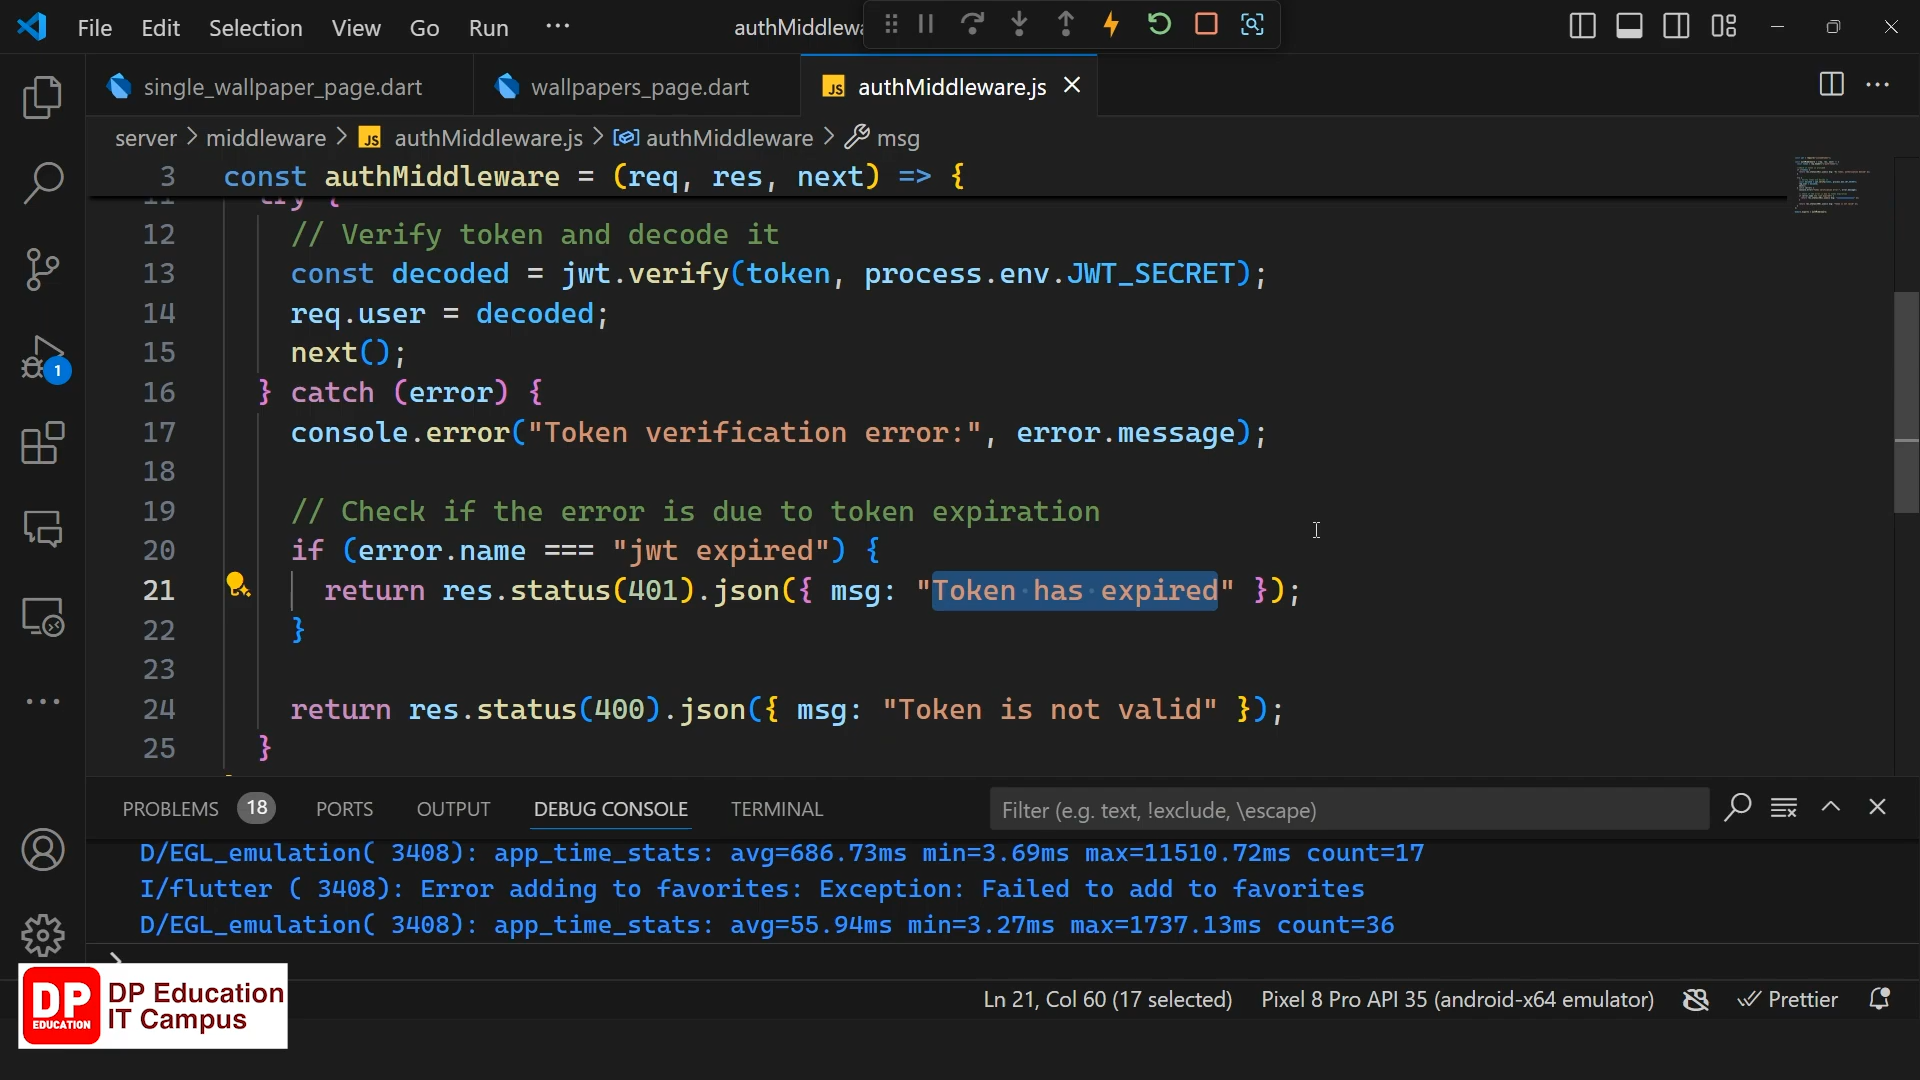 File Edit Selection View Go Run ... authMiddlewa
single_wallpaper_page.dart wallpapers_page.dart JS authMiddleware.js
server > middleware > JS authMiddleware.js > authMiddleware > msg
3 const authMiddleware = (req, res, next) => {
11 try {
12 // Verify token and decode it
13 const decoded = jwt.verify(token, process.env.JWT_SECRET);
14 req.user = decoded;
15 next();
16 } catch (error) {
17 console.error("Token verification error:", error.message);
18
19 // Check if the error is due to token expiration
20 if (error.name === "jwt expired") {
21 return res.status(401).json({ msg: "Token has expired" });
22 }
23
24 return res.status(400).json({ msg: "Token is not valid" });
25 }
1
PROBLEMS 18 PORTS OUTPUT DEBUG CONSOLE TERMINAL Filter (e.g. text, !exclude, \escape)
D/EGL_emulation( 3408): app_time_stats: avg=686.73ms min=3.69ms max=11510.72ms count=17
I/flutter ( 3408): Error adding to favorites: Exception: Failed to add to favorites
D/EGL_emulation( 3408): app_time_stats: avg=55.94ms min=3.27ms max=1737.13ms count=36
>
DP EDUCATION
DP Education
IT Campus
Ln 21, Col 60 (17 selected) Pixel 8 Pro API 35 (android-x64 emulator) Prettier